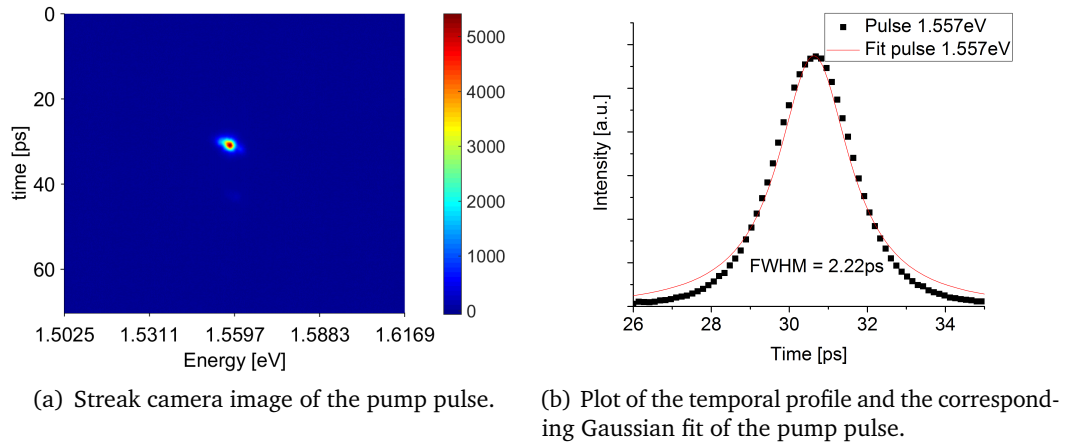 0
20
40
60
time [ps]
1.5025 1.5311 1.5597 1.5883 1.6169
Energy [eV]
5000
4000
3000
2000
1000
0
(a) Streak camera image of the pump pulse.
Pulse 1.557eV
Fit pulse 1.557eV
Intensity [a.u.]
FWHM = 2.22ps
26 28 30 32 34
Time [ps]
(b) Plot of the temporal profile and the correspond-
ing Gaussian fit of the pump pulse.